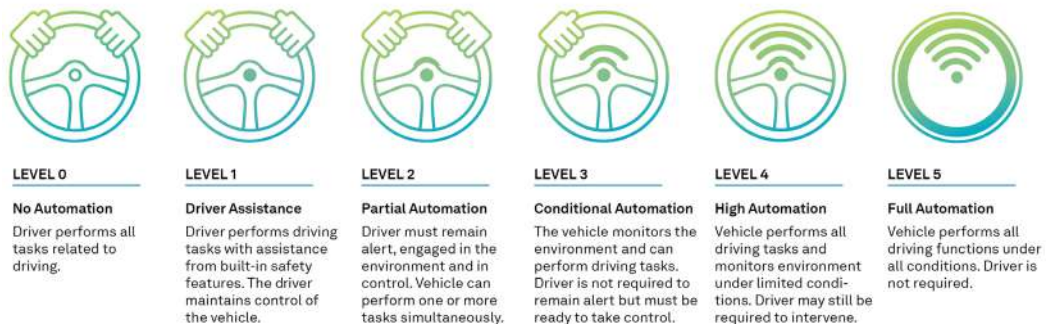 LEVEL 0
No Automation
Driver performs all
tasks related to
driving.
LEVEL 1
Driver Assistance
Driver performs driving
tasks with assistance
from built-in safety
features. The driver
maintains control of
the vehicle.
LEVEL 2
Partial Automation
Driver must remain
alert, engaged in the
environment and in
control. Vehicle can
perform one or more
tasks simultaneously.
LEVEL 3
Conditional Automation
The vehicle monitors the
environment and can
perform driving tasks.
Driver is not required to
remain alert but must be
ready to take control.
LEVEL 4
High Automation
Vehicle performs all
driving tasks and
monitors environment
under limited condi-
tions. Driver may still be
required to intervene.
LEVEL 5
Full Automation
Vehicle performs all
driving functions under
all conditions. Driver is
not required.